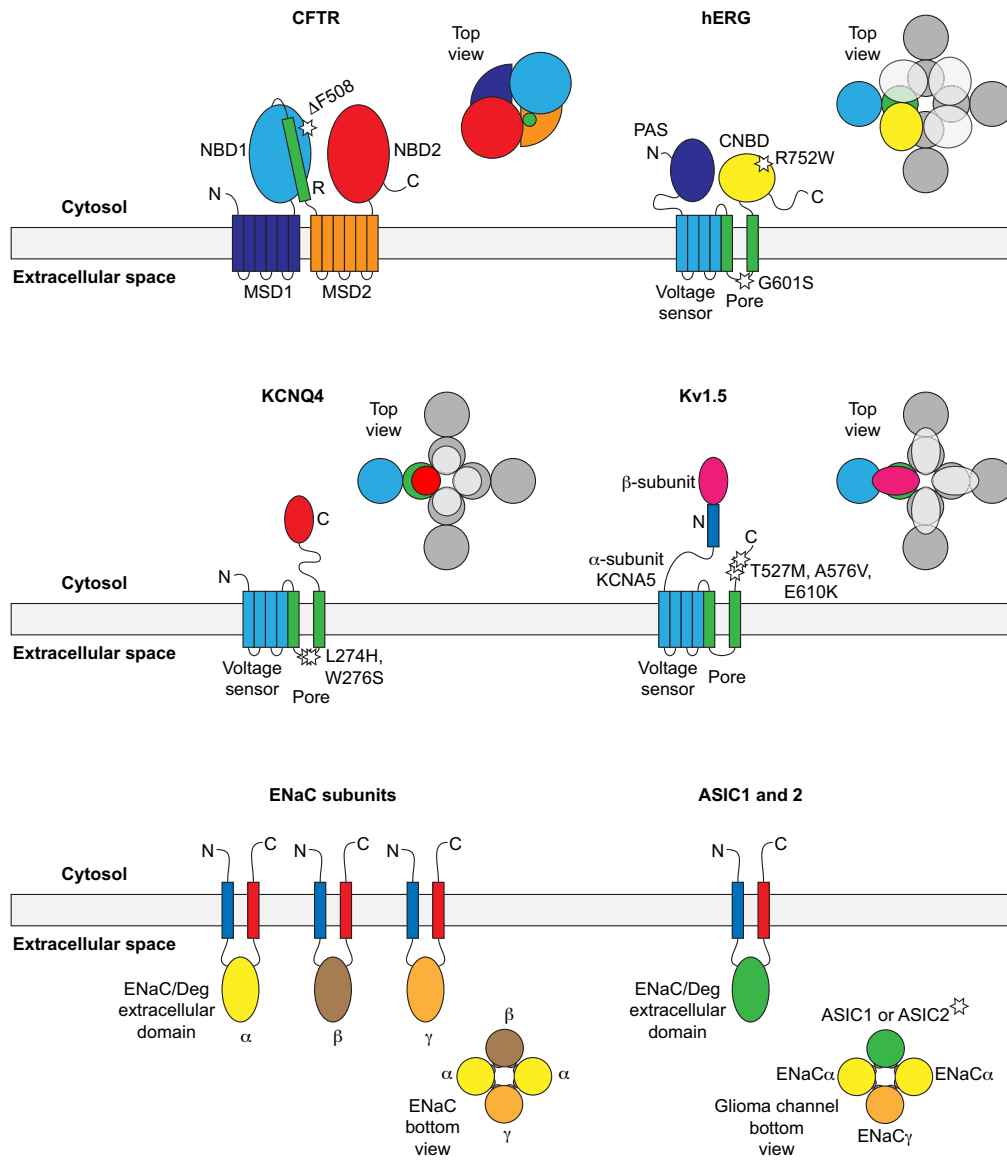 CFTR
Top
view
ΔF508
NBD1
NBD2
R
N
C
Cytosol
Extracellular space
MSD1
MSD2
hERG
Top
view
PAS
N
CNBD
R752W
C
G601S
Voltage
sensor
Pore
KCNQ4
Top
view
C
N
Cytosol
Extracellular space
Voltage
sensor
Pore
L274H,
W276S
Kv1.5
Top
view
β-subunit
N
C
α-subunit
KCNA5
T527M, A576V,
E610K
Voltage
sensor
Pore
ENaC subunits
N
C
N
C
N
C
Cytosol
Extracellular space
ENaC/Deg
extracellular
domain
α
β
γ
β
α
α
ENaC
bottom
view
γ
ASIC1 and 2
N
C
ENaC/Deg
extracellular
domain
ASIC1 or ASIC2
ENaCα
ENaCα
Glioma channel
bottom
view
ENaCγ